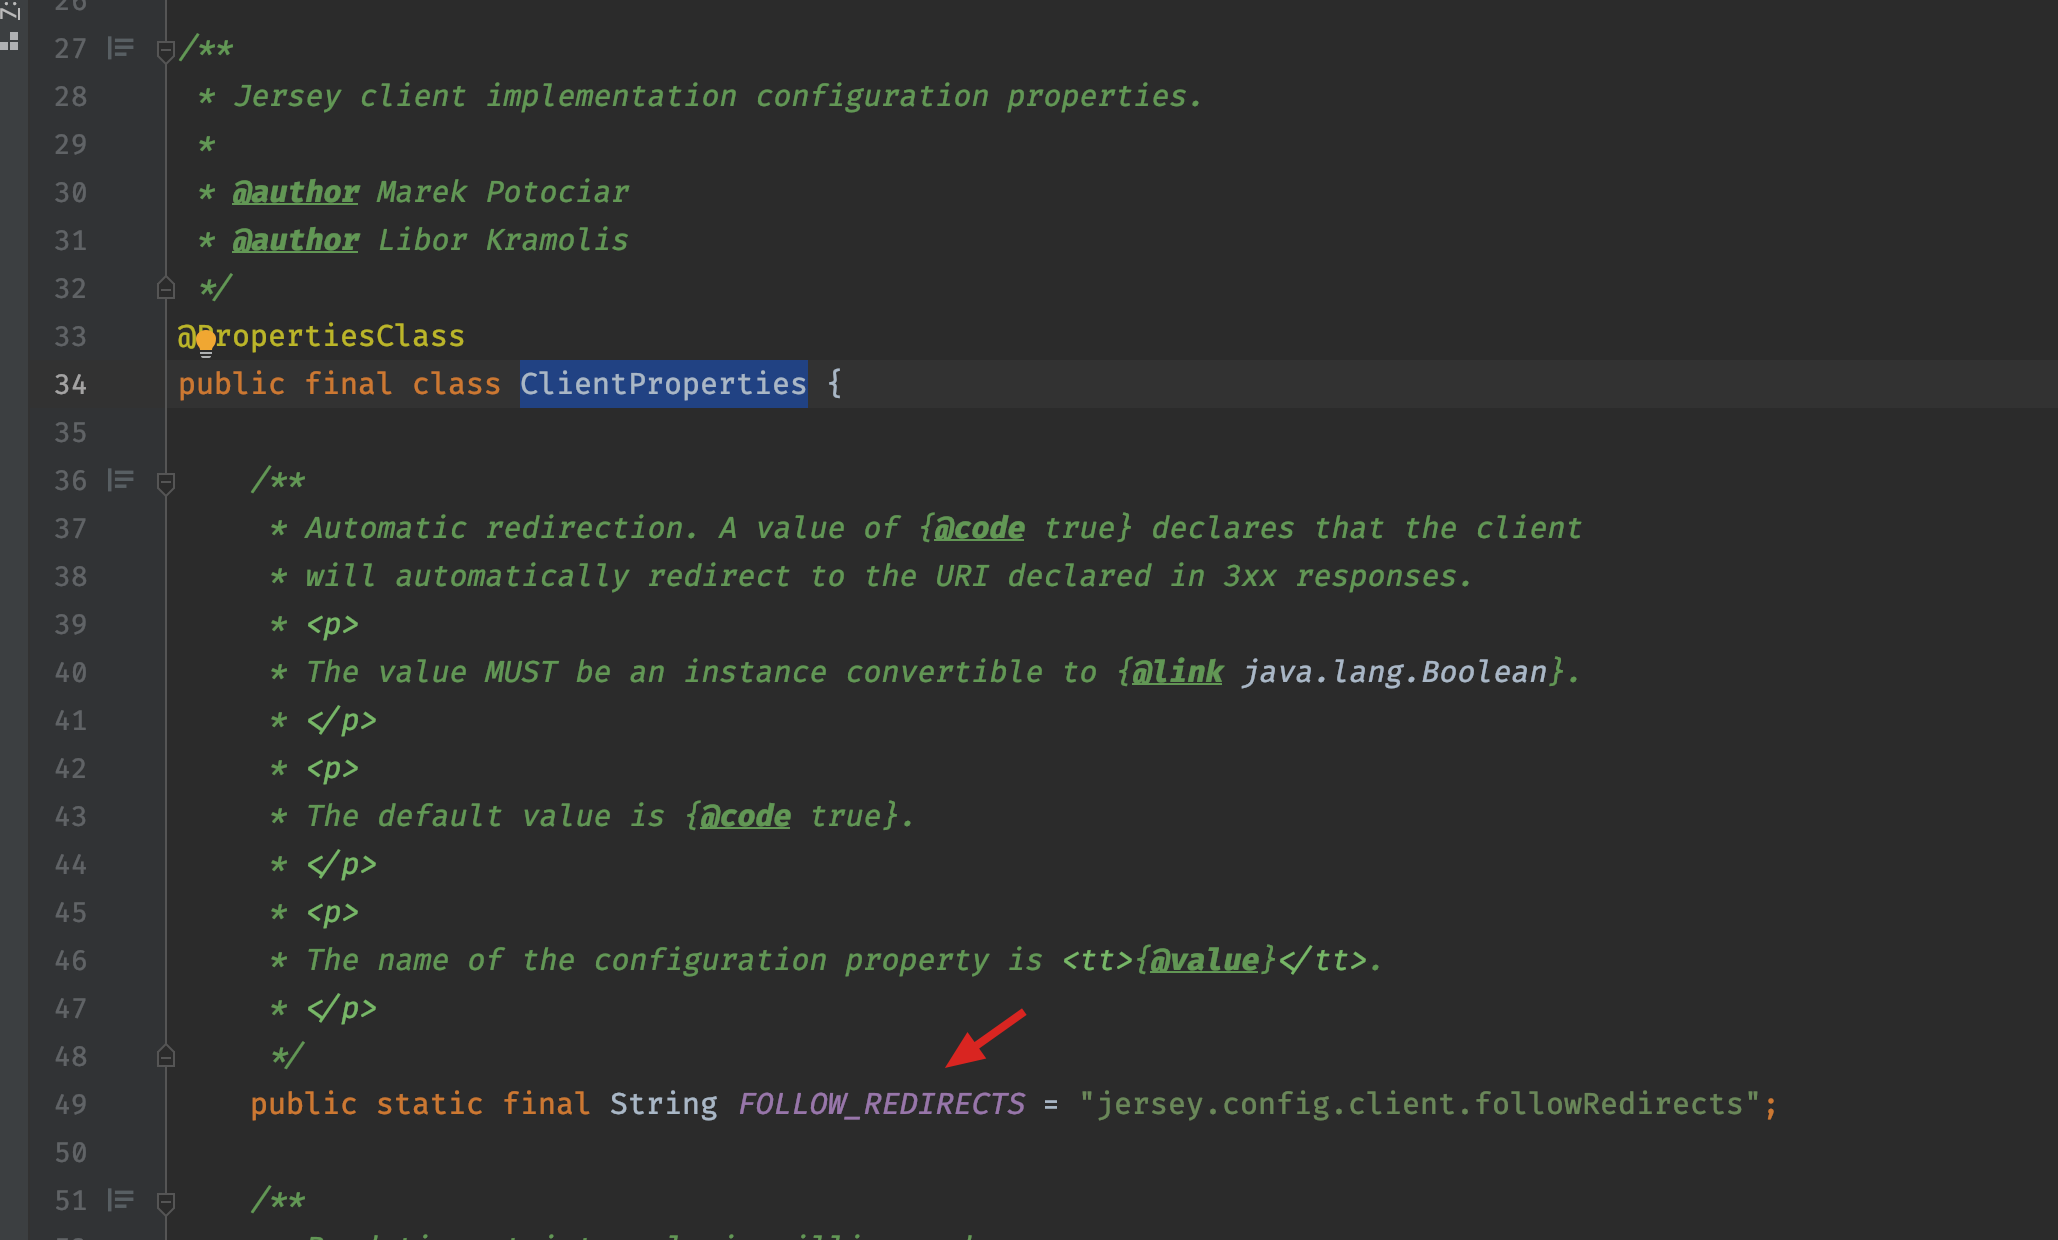 26
27 /**
28 * Jersey client implementation configuration properties.
29 *
30 * @author Marek Potociar
31 * @author Libor Kramolis
32 */
33 @PropertiesClass
34 public final class ClientProperties {
35
36 /**
37 * Automatic redirection. A value of {@code true} declares that the client
38 * will automatically redirect to the URI declared in 3xx responses.
39 * <p>
40 * The value MUST be an instance convertible to {@link java.lang.Boolean}.
41 * </p>
42 * <p>
43 * The default value is {@code true}.
44 * </p>
45 * <p>
46 * The name of the configuration property is <tt>{@value}</tt>.
47 * </p>
48 */
49 public static final String FOLLOW_REDIRECTS = "jersey.config.client.followRedirects";
50
51 /**